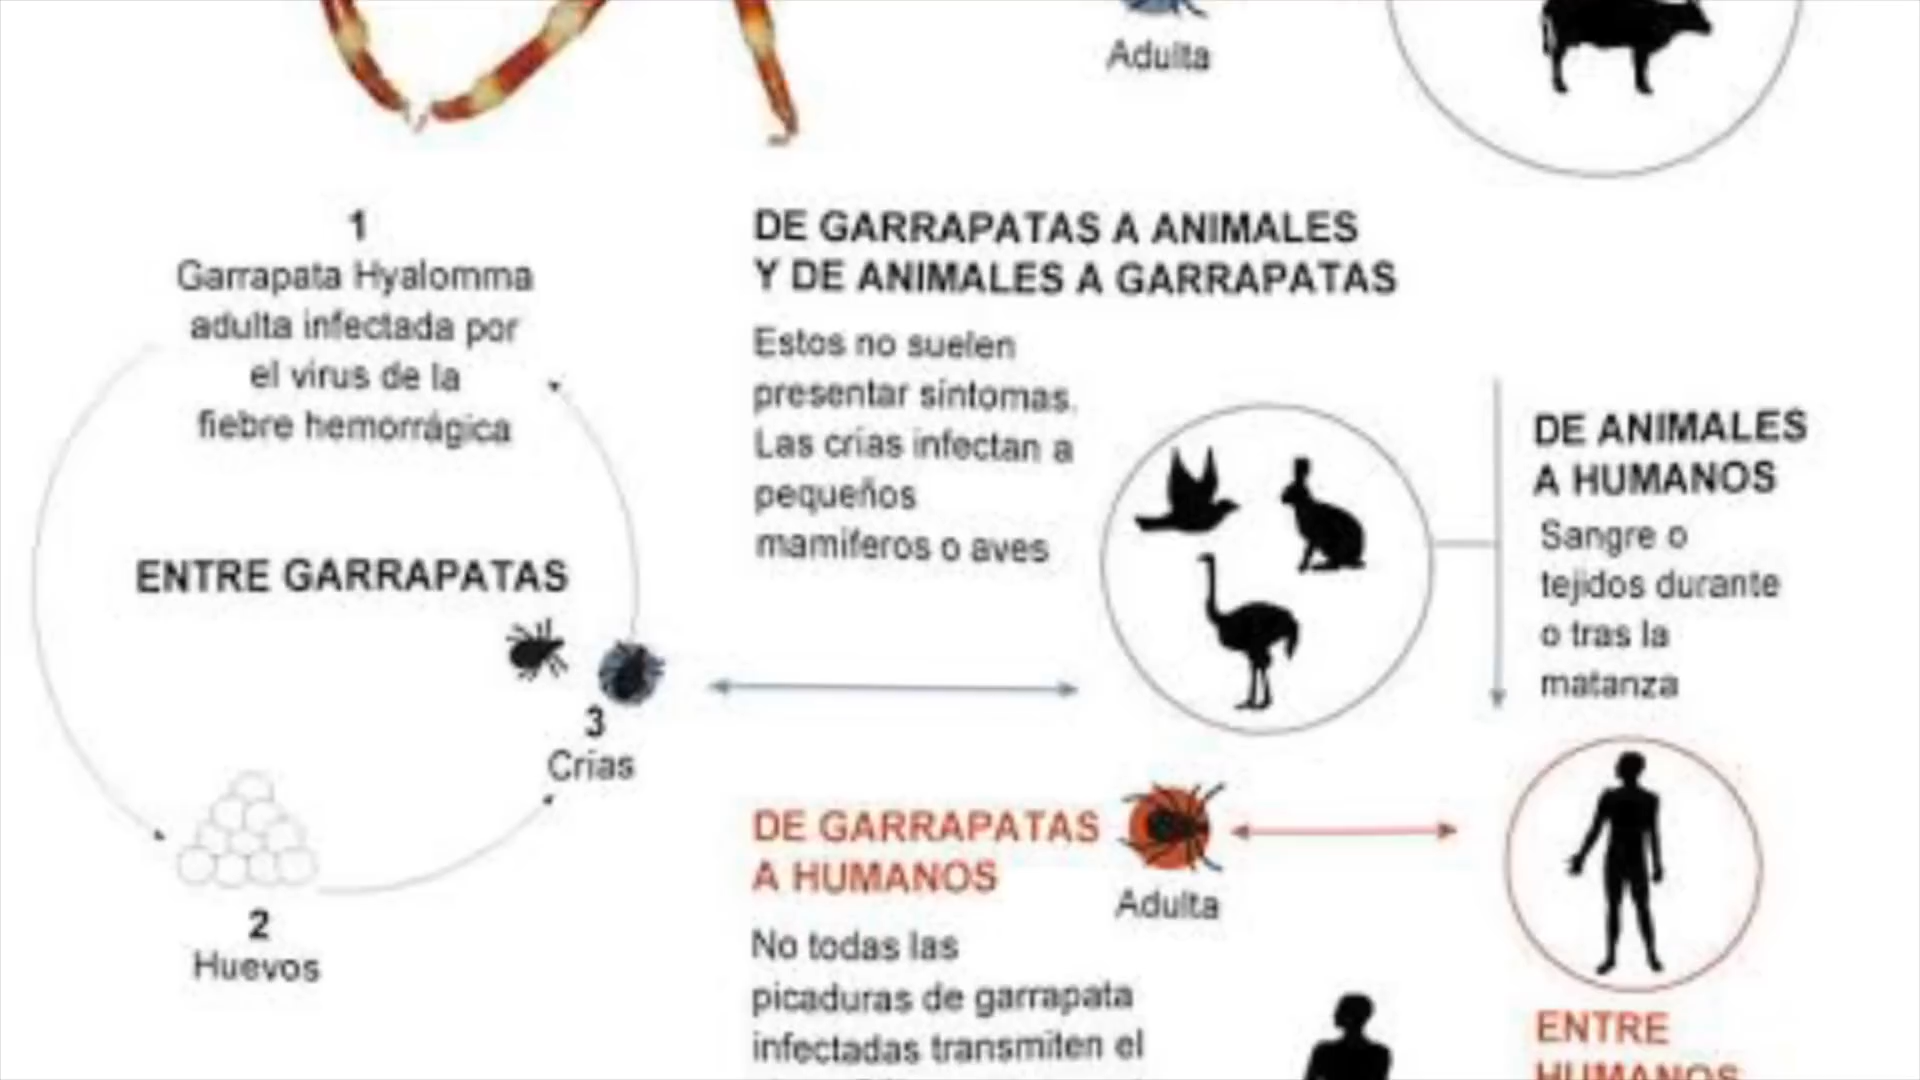 Adulta
1
Garrapata Hyalomma
adulta infectada por
el virus de la
fiebre hemorrágica
ENTRE GARRAPATAS
3
Crías
2
Huevos
DE GARRAPATAS A ANIMALES
Y DE ANIMALES A GARRAPATAS
Estos no suelen
presentar síntomas.
Las crías infectan a
pequeños
mamíferos o aves
DE ANIMALES
A HUMANOS
Sangre o
tejidos durante
o tras la
matanza
DE GARRAPATAS
A HUMANOS
Adulta
No todas las
picaduras de garrapata
infectadas transmiten el
ENTRE
HUMANOS